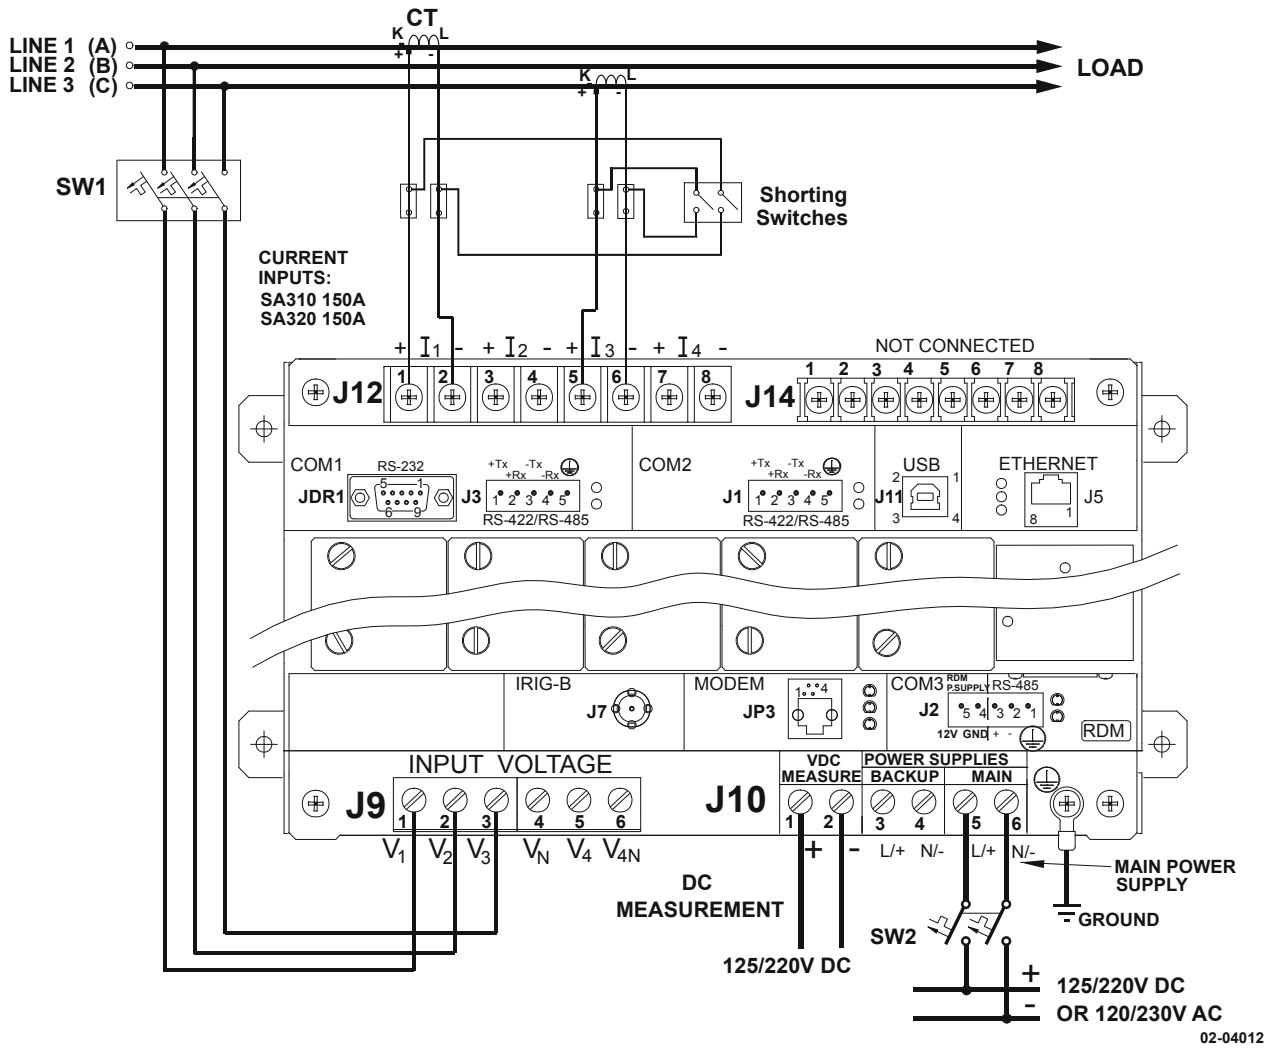 CT
K L
+ -
LINE 1 (A)
LINE 2 (B)
LINE 3 (C)
LOAD
K L
+ -
SW1
Shorting
Switches
CURRENT
INPUTS:
SA310 150A
SA320 150A
+ I1 - + I2 - + I3 - + I4 -
NOT CONNECTED
J12 1 2 3 4 5 6 7 8
J14 1 2 3 4 5 6 7 8
COM1 RS-232
JDR1 5 1
6 9
+Tx -Tx
+Rx -Rx
J3 1 2 3 4 5
RS-422/RS-485
COM2
+Tx -Tx
+Rx -Rx
J1 1 2 3 4 5
RS-422/RS-485
USB
2 1
J11
3 4
ETHERNET
J5
8 1
IRIG-B
J7
MODEM
1 4
JP3
COM3 RDM
P.SUPPLY RS-485
J2 5 4 3 2 1
12V GND + -
RDM
INPUT VOLTAGE
J9 1 2 3 4 5 6
V1 V2 V3 VN V4 V4N
VDC
MEASURE
POWER SUPPLIES
BACKUP MAIN
J10 1 2 3 4 5 6
+ - L/+ N/- L/+ N/-
MAIN POWER
SUPPLY
DC
MEASUREMENT
GROUND
SW2
125/220V DC
+ 125/220V DC
- OR 120/230V AC
02-04012